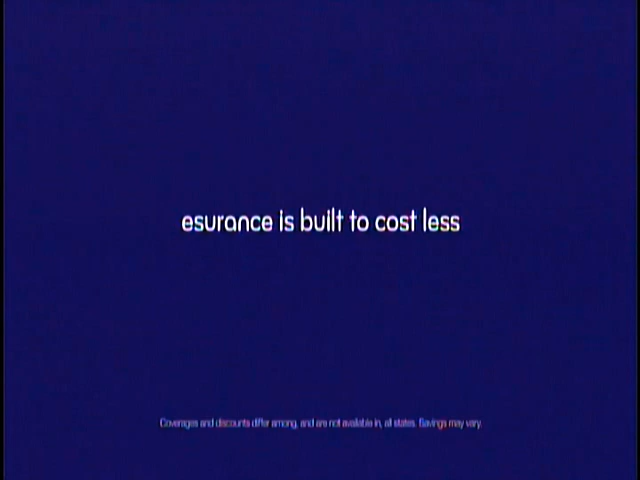 esurance is built to cost less
Coverages and discounts differ among, and are not available in, all states. Savings may vary.